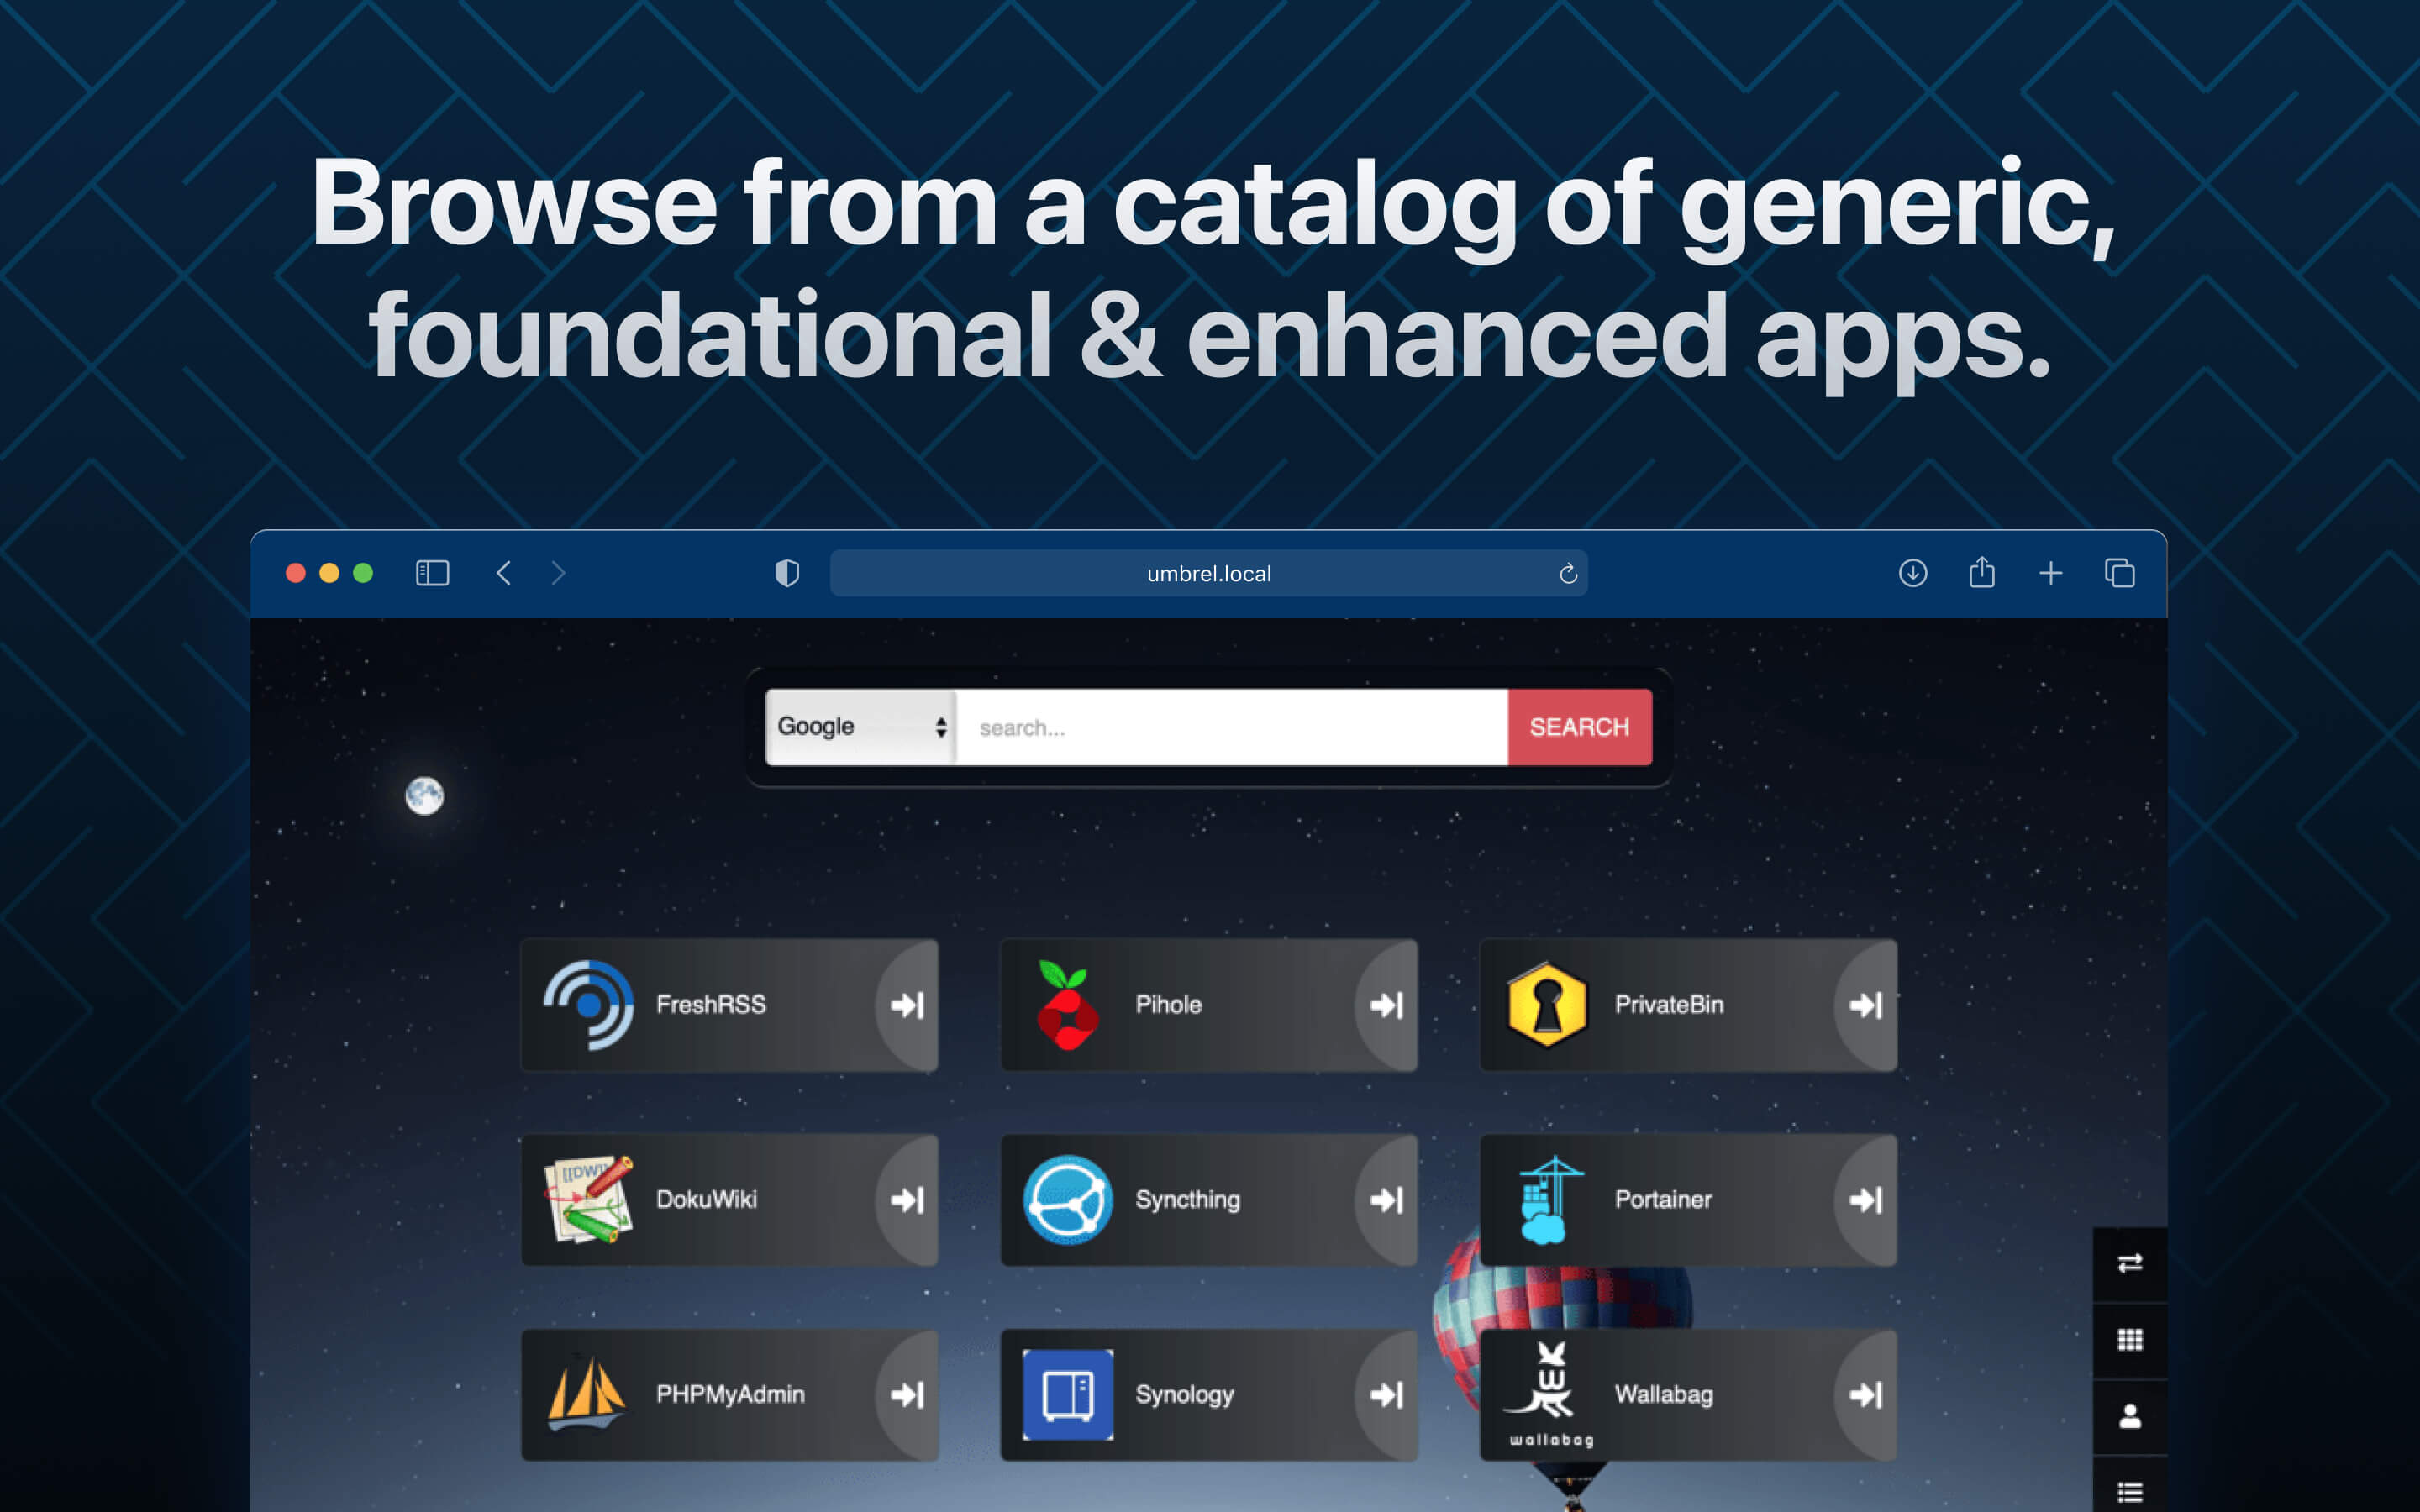 Browse from a catalog of generic,
foundational & enhanced apps.
umbrel.local
Google
search...
SEARCH
FreshRSS
Pihole
PrivateBin
[[DW]]
DokuWiki
Syncthing
Portainer
PHPMyAdmin
Synology
wallabag
Wallabag